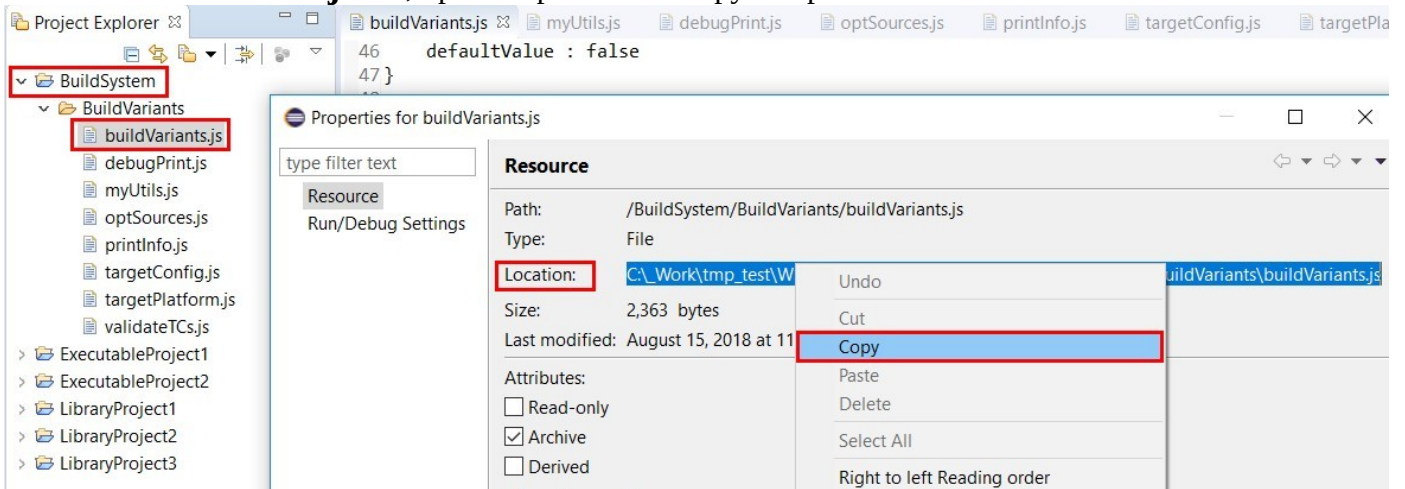 Project Explorer
buildVariants.js
myUtils.js
debugPrint.js
optSources.js
printInfo.js
targetConfig.js
targetPla
46 defaultValue : false
47 }
BuildSystem
BuildVariants
buildVariants.js
debugPrint.js
myUtils.js
optSources.js
printInfo.js
targetConfig.js
targetPlatform.js
validateTCs.js
ExecutableProject1
ExecutableProject2
LibraryProject1
LibraryProject2
LibraryProject3
Properties for buildVariants.js
type filter text
Resource
Run/Debug Settings
Resource
Path: /BuildSystem/BuildVariants/buildVariants.js
Type: File
Location: C:\_Work\tmp_test\W uildVariants\buildVariants.js
Size: 2,363 bytes
Last modified: August 15, 2018 at 11
Attributes:
Read-only
Archive
Derived
Undo
Cut
Copy
Paste
Delete
Select All
Right to left Reading order